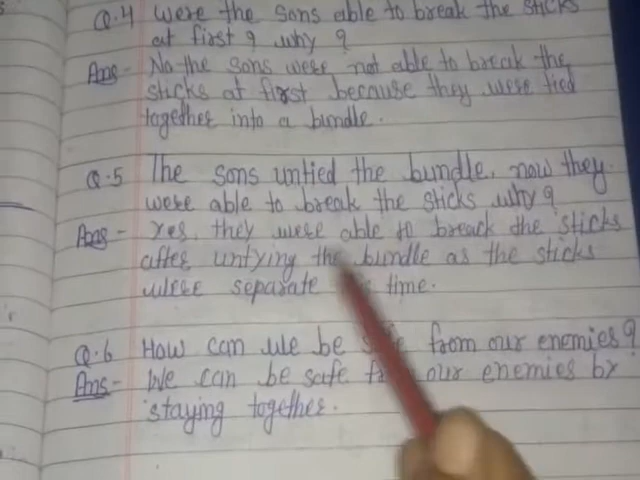 Q.4 Were the sons able to break the sticks
at first ? why ?
Ans - No the sons were not able to break the
sticks at first because they were tied
together into a bundle.
Q.5 The sons untied the bundle, now they
were able to break the sticks why ?
Ans - Yes, they were able to breack the sticks
after untying the bundle as the sticks
were separate time.
Q.6 How can we be safe from our enemies ?
Ans - We can be safe from our enemies by
staying together.